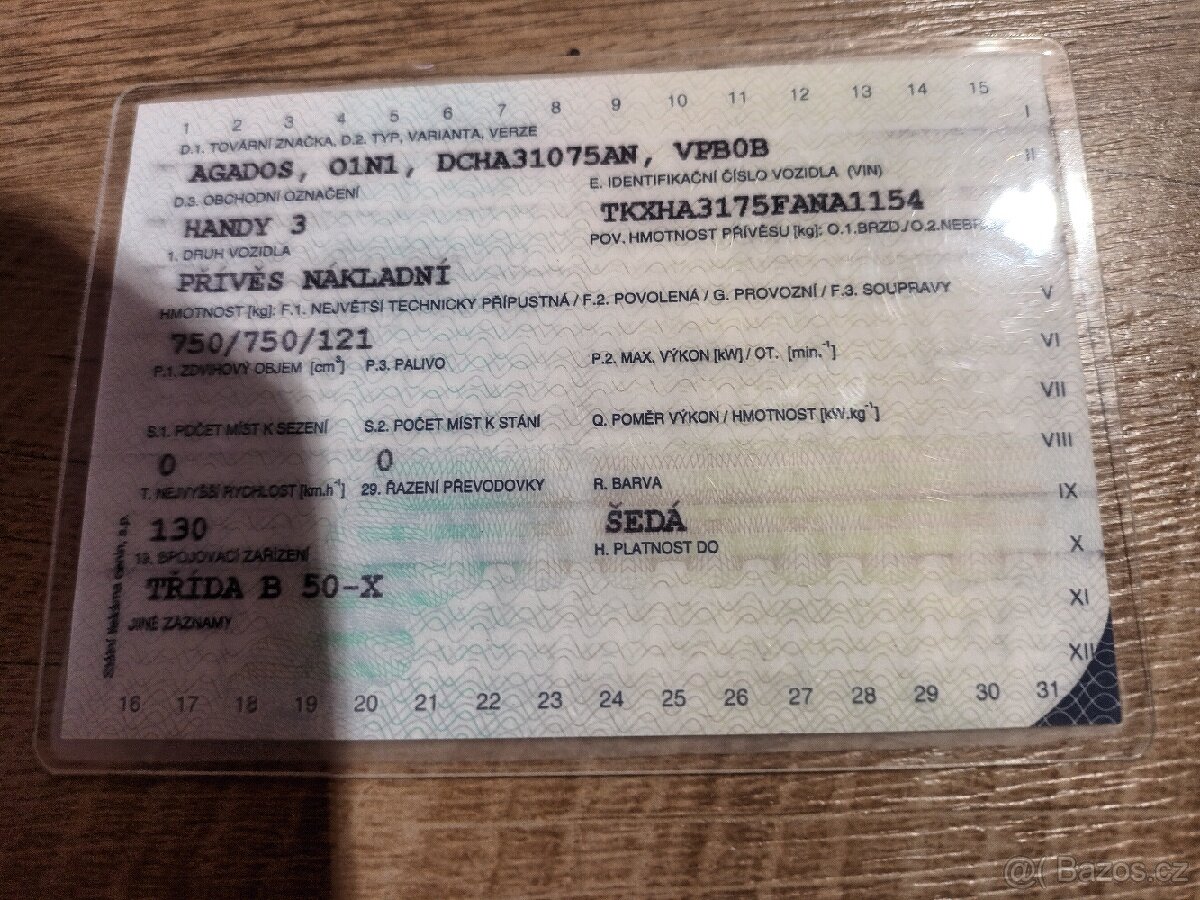 1 2 3 4 5 6 7 8 9 10 11 12 13 14 15
D.1. TOVÁRNÍ ZNAČKA, D.2. TYP, VARIANTA, VERZE
I
AGADOS, O1N1, DCHA31075AN, VPB0B
II
D.3. OBCHODNÍ OZNAČENÍ
E. IDENTIFIKAČNÍ ČÍSLO VOZIDLA (VIN)
HANDY 3
TKXHA3175FANA1154
1. DRUH VOZIDLA
POV. HMOTNOST PŘÍVĚSU [kg]: O.1.BRZD./O.2.
PŘÍVĚS NÁKLADNÍ
HMOTNOST [kg]: F.1. NEJVĚTŠÍ TECHNICKY PŘÍPUSTNÁ / F.2. POVOLENÁ / G. PROVOZNÍ / F.3. SOUPRAVY
V
750/750/121
VI
P.1. ZDVIHOVÝ OBJEM [cm³] P.3. PALIVO
P.2. MAX. VÝKON [kW] / OT. [min.⁻¹]
VII
S.1. POČET MÍST K SEZENÍ S.2. POČET MÍST K STÁNÍ
Q. POMĚR VÝKON / HMOTNOST [kW.kg⁻¹]
VIII
0 0
T. NEJVYŠŠÍ RYCHLOST [km.h⁻¹] 29. ŘAZENÍ PŘEVODOVKY
R. BARVA
IX
130
ŠEDÁ
19. SPOJOVACÍ ZAŘÍZENÍ
H. PLATNOST DO
X
TŘÍDA B 50-X
XI
JINÉ ZÁZNAMY
XII
16 17 18 19 20 21 22 23 24 25 26 27 28 29 30 31
Státní tiskárna cenin, s.p.
@( Bazos.cz